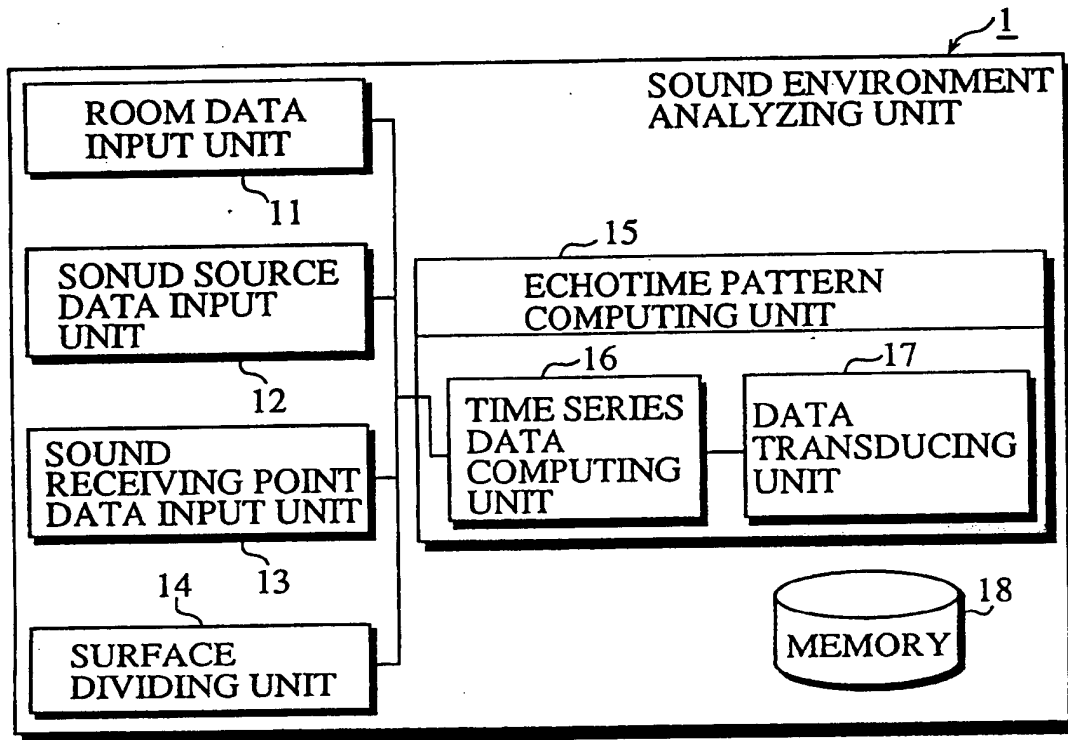 1
SOUND ENVIRONMENT
ANALYZING UNIT
ROOM DATA
INPUT UNIT
11
SONUD SOURCE
DATA INPUT
UNIT
12
SOUND
RECEIVING POINT
DATA INPUT UNIT
13
14
SURFACE
DIVIDING UNIT
15
ECHOTIME PATTERN
COMPUTING UNIT
16
TIME SERIES
DATA
COMPUTING
UNIT
17
DATA
TRANSDUCING
UNIT
18
MEMORY